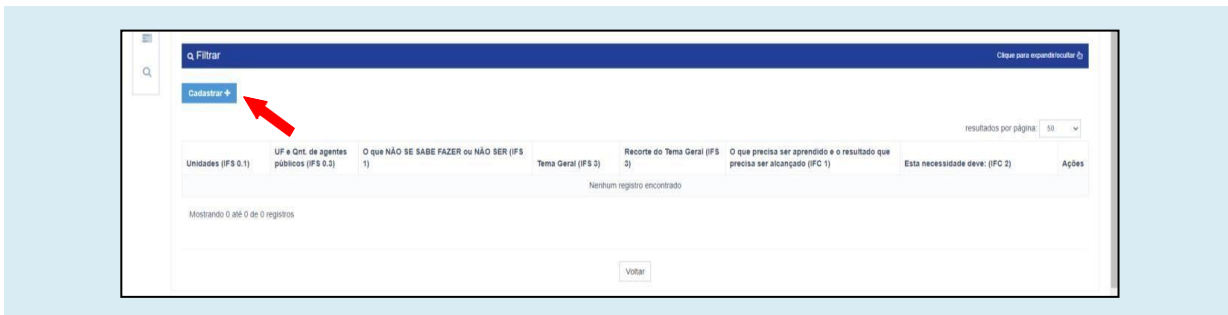 Filtrar
Clique para expandir/ocultar
Cadastrar +
resultados por página: 50
Unidades (IFS 0.1)
UF e Qnt. de agentes
públicos (IFS 0.3)
O que NÃO SE SABE FAZER ou NÃO SER (IFS
1)
Tema Geral (IFS 3)
Recorte do Tema Geral (IFS
3)
O que precisa ser aprendido e o resultado que
precisa ser alcançado (IFC 1)
Esta necessidade deve: (IFC 2)
Ações
Nenhum registro encontrado
Mostrando 0 até 0 de 0 registros
Voltar